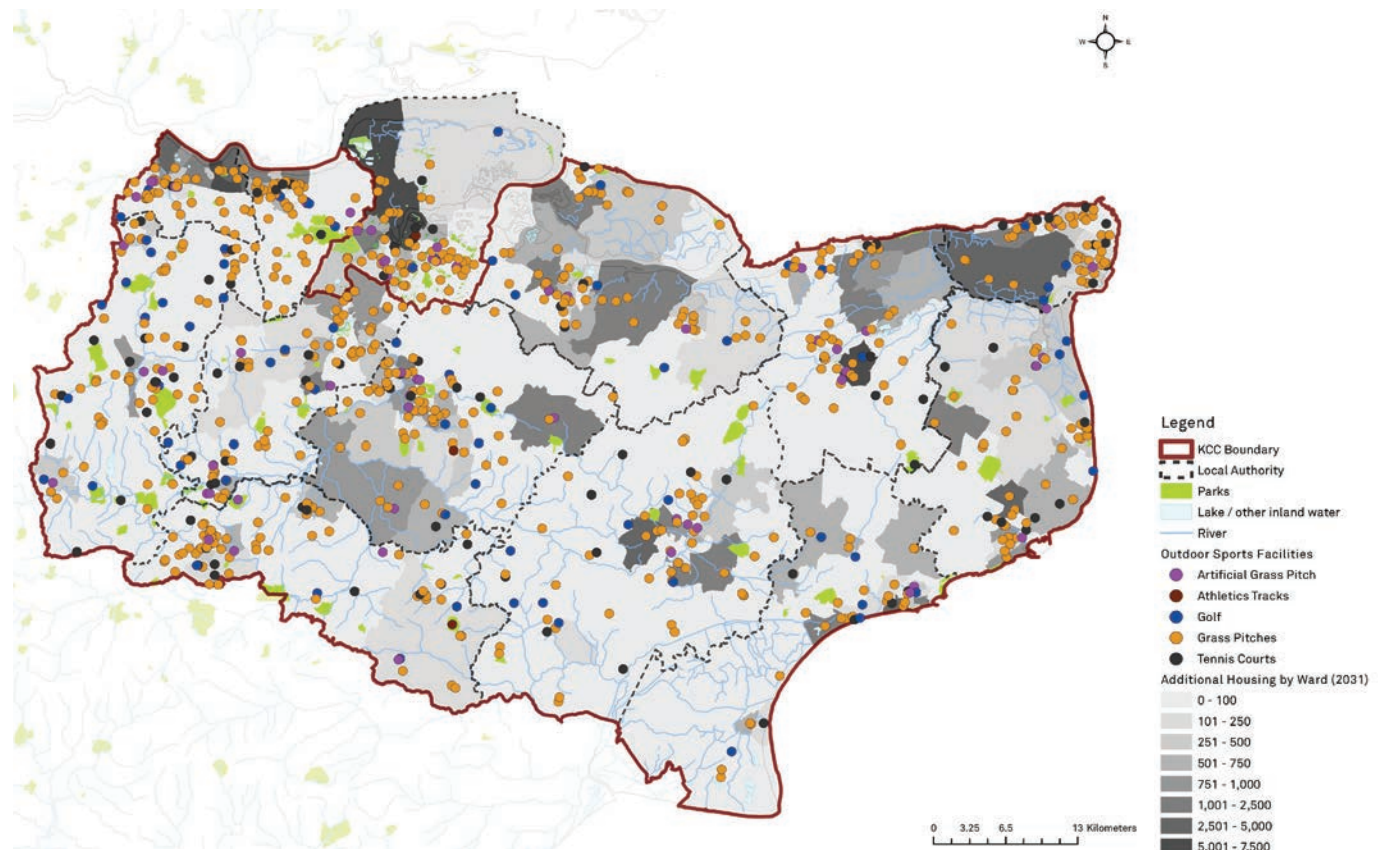 N
W E
S
Legend
KCC Boundary
Local Authority
Parks
Lake / other inland water
River
Outdoor Sports Facilities
Artificial Grass Pitch
Athletics Tracks
Golf
Grass Pitches
Tennis Courts
Additional Housing by Ward (2031)
0 - 100
101 - 250
251 - 500
501 - 750
751 - 1,000
1,001 - 2,500
2,501 - 5,000
5,001 - 7,500
0 3.25 6.5 13 Kilometers